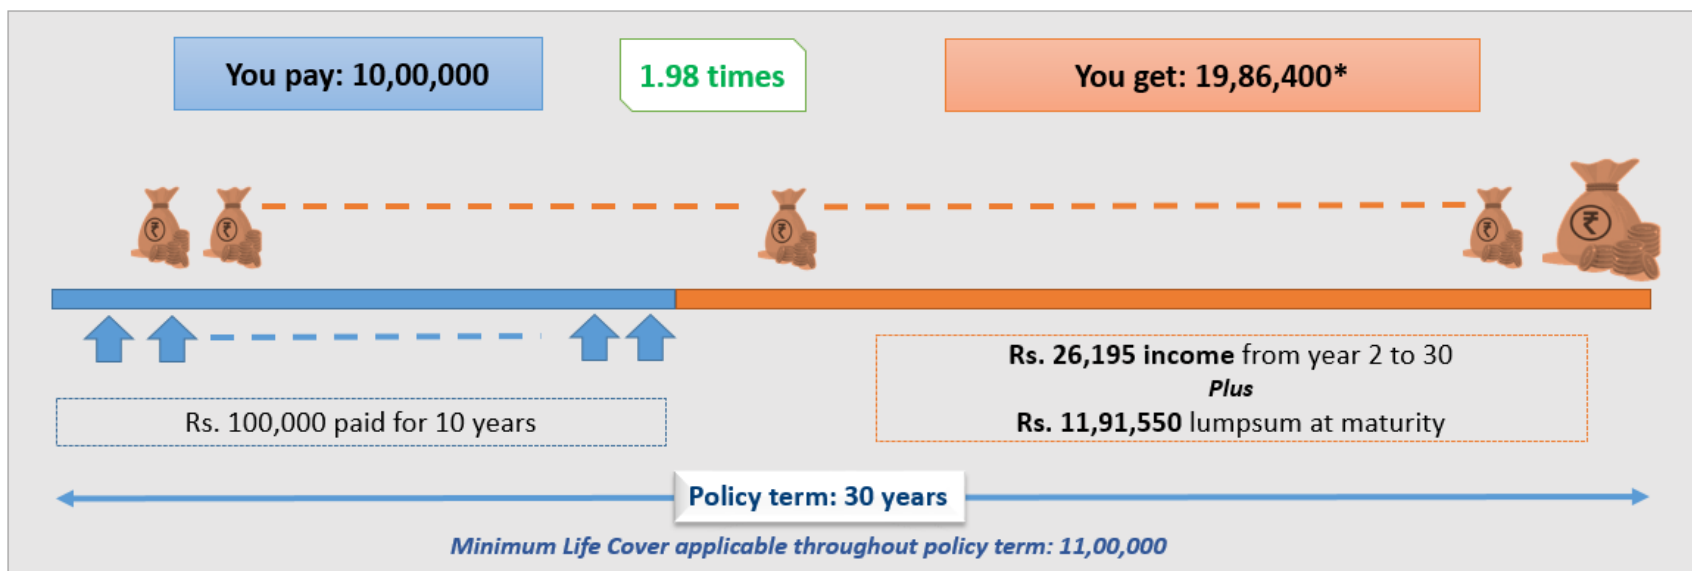 You pay: 10,00,000
1.98 times
You get: 19,86,400*
Rs. 100,000 paid for 10 years
Rs. 26,195 income from year 2 to 30
Plus
Rs. 11,91,550 lumpsum at maturity
Policy term: 30 years
Minimum Life Cover applicable throughout policy term: 11,00,000